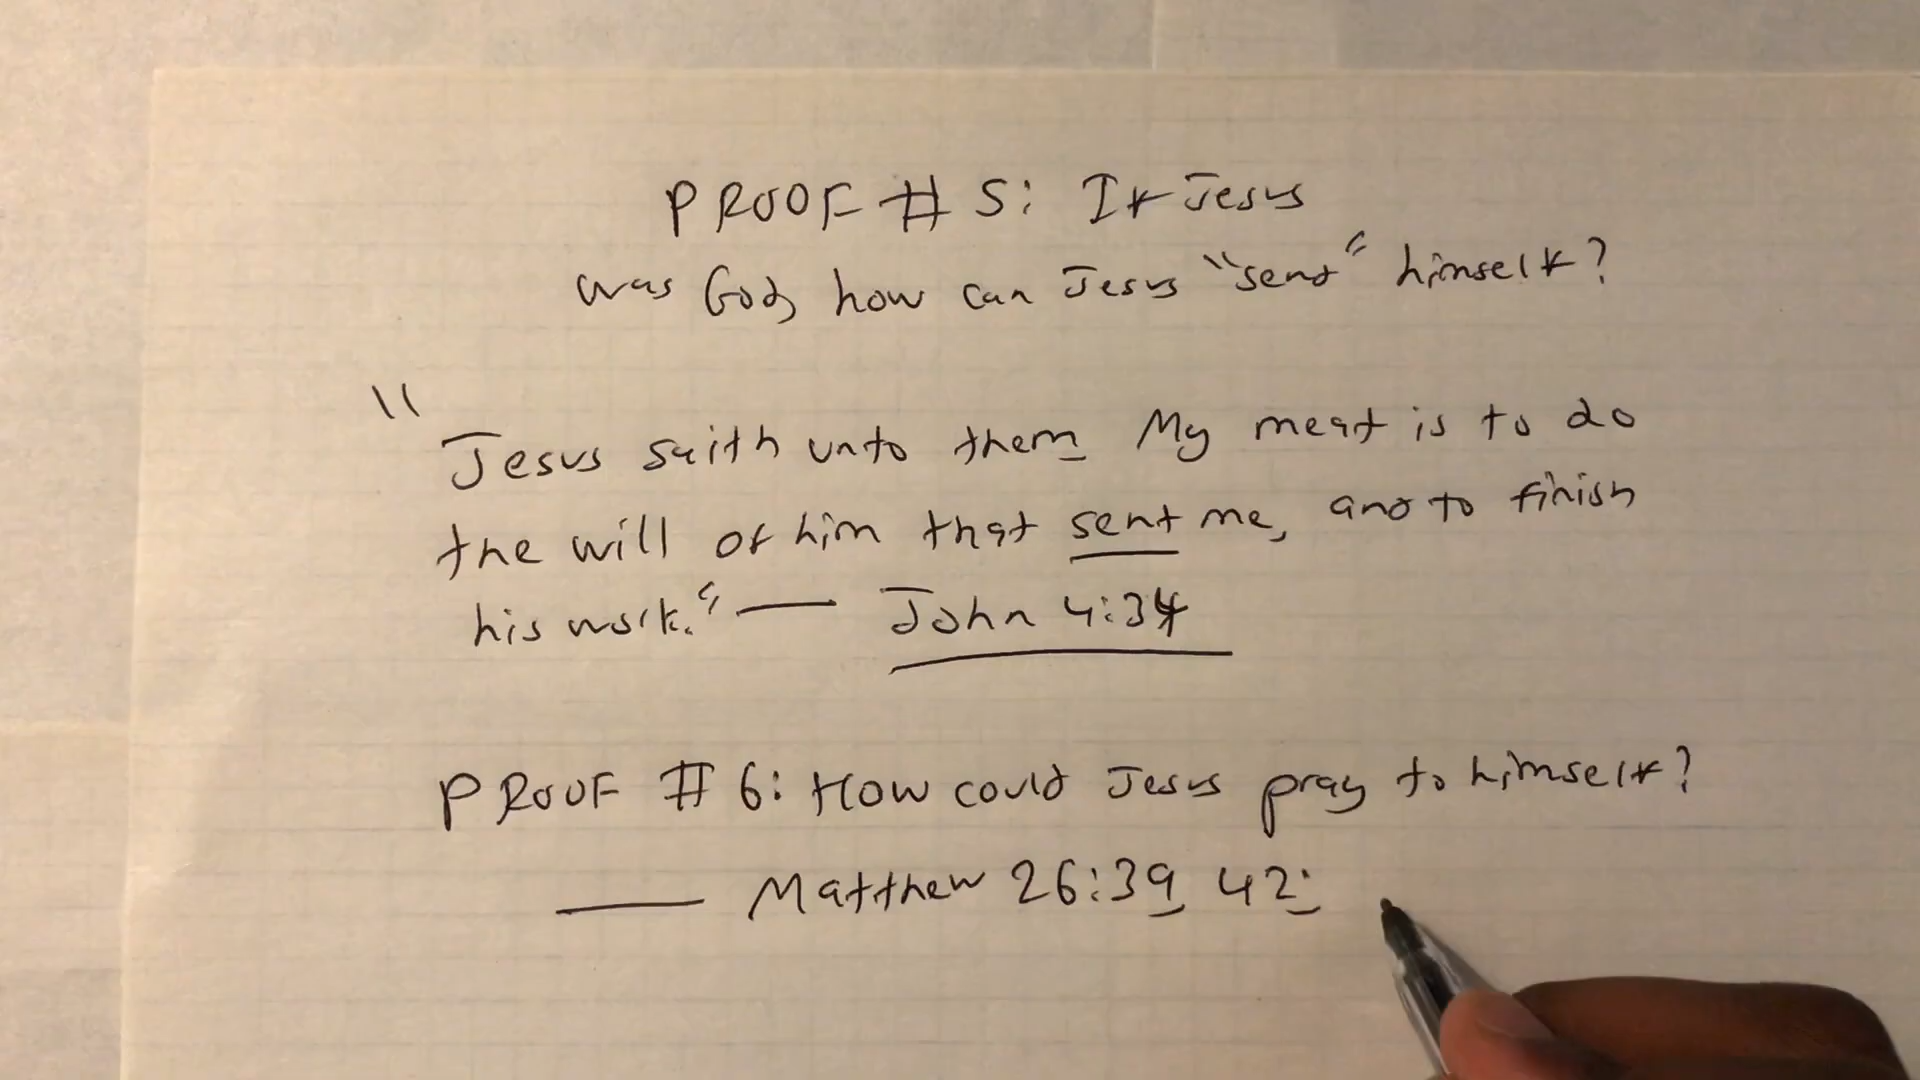 PROOF # 5: If Jesus
was God, how can Jesus "sent" himself?
"Jesus saith unto them My meat is to do
the will of him that sent me, and to finish
his work." — John 4:34
PROOF # 6: How could Jesus pray to himself?
— Matthew 26:39 42: